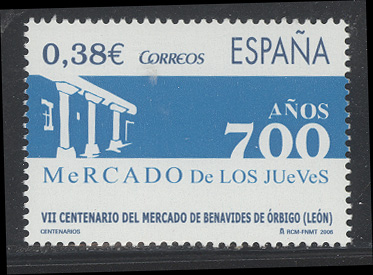 0,38€ CORREOS ESPAÑA
AÑOS
700
MeRCADO De LOS JUeVeS
VII CENTENARIO DEL MERCADO DE BENAVIDES DE ÓRBIGO (LEÓN)
CENTENARIOS RCM-FNMT 2006